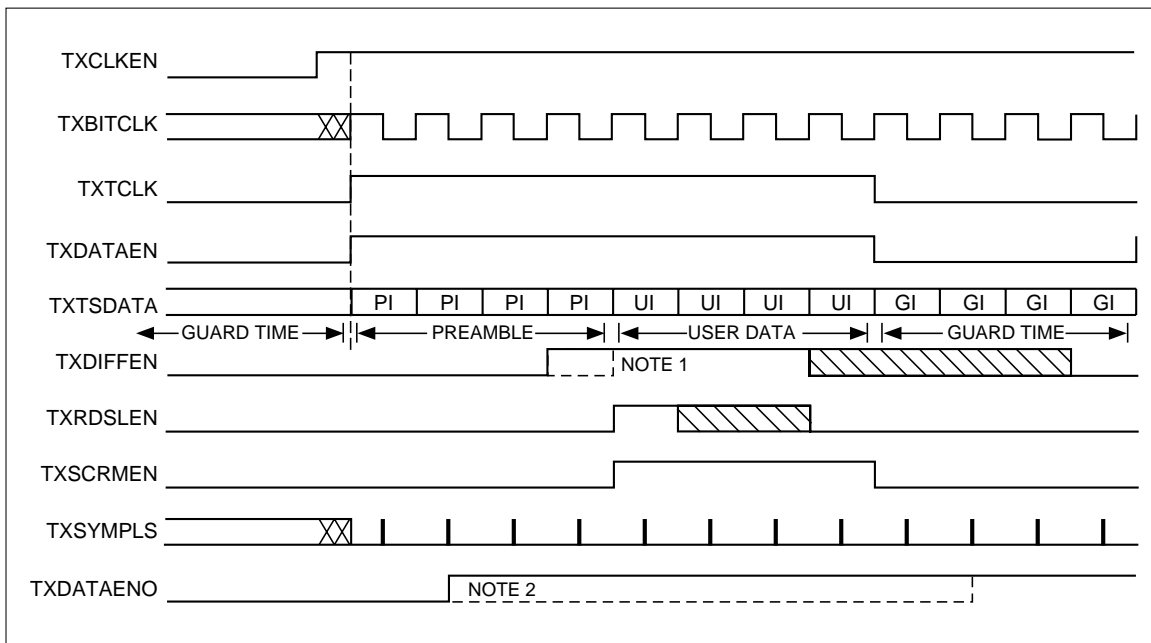 TXCLKEN
TXBITCLK
TXTCLK
TXDATAEN
TXTSDATA PI PI PI PI UI UI UI UI GI GI GI GI
GUARD TIME PREAMBLE USER DATA GUARD TIME
TXDIFFEN NOTE 1
TXRDSLEN
TXSCRMEN
TXSYMPLS
TXDATAENO NOTE 2